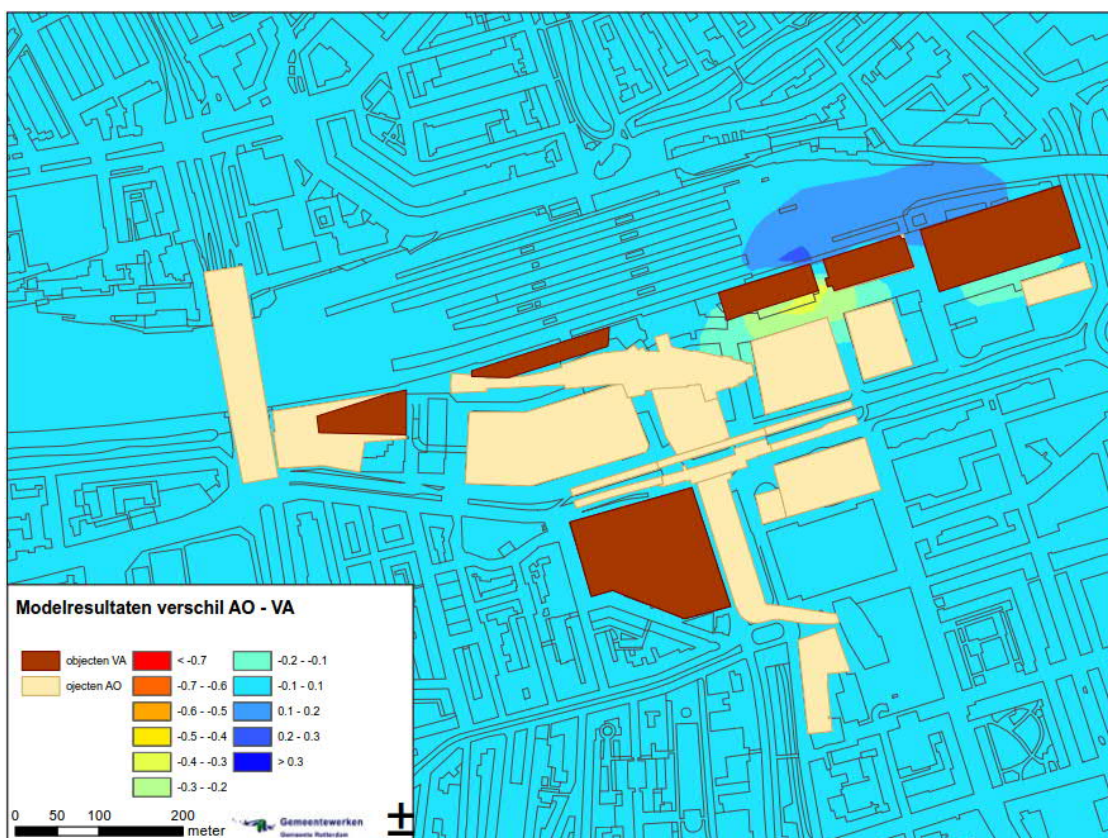 Modelresultaten verschil AO - VA
objecten VA
ojecten AO
< -0.7
-0.7 - -0.6
-0.6 - -0.5
-0.5 - -0.4
-0.4 - -0.3
-0.3 - -0.2
-0.2 - -0.1
-0.1 - 0.1
0.1 - 0.2
0.2 - 0.3
> 0.3
0 50 100 200
meter
Gemeentewerken
Gemeente Rotterdam